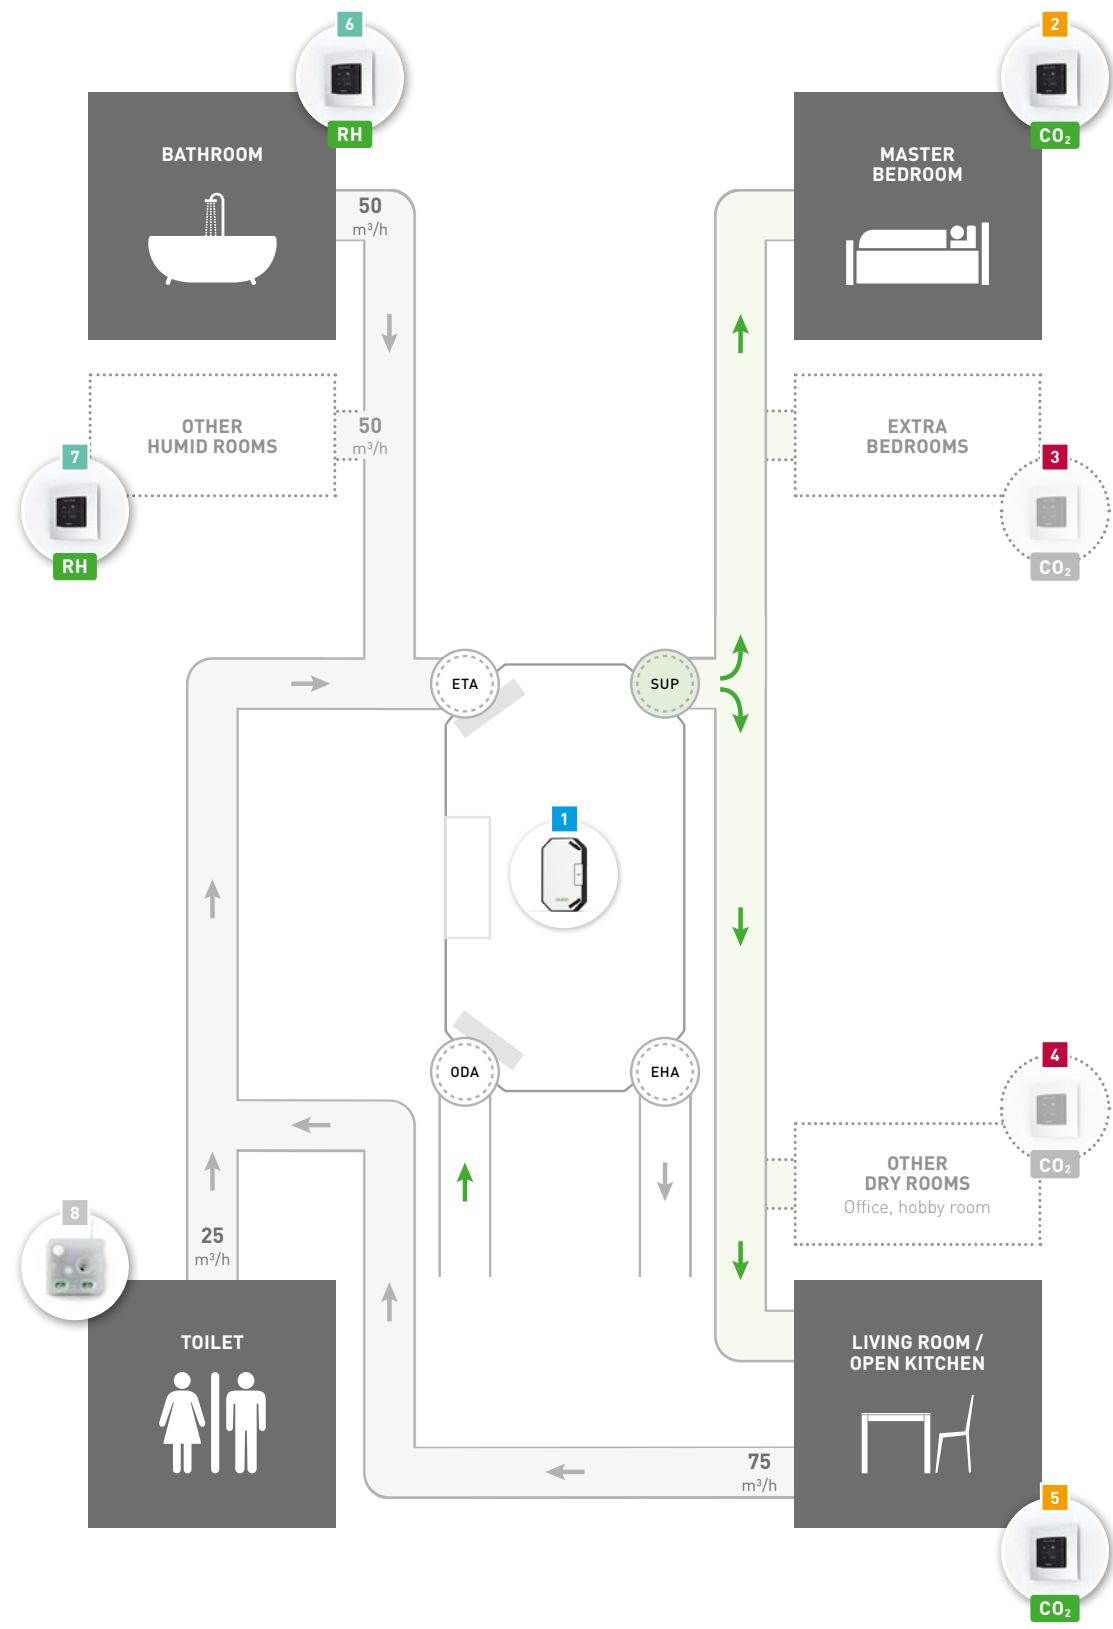 6
RH
BATHROOM
50
m³/h
2
CO₂
MASTER
BEDROOM
OTHER
HUMID ROOMS
50
m³/h
7
RH
EXTRA
BEDROOMS
3
CO₂
ETA
SUP
1
ODA
EHA
4
CO₂
OTHER
DRY ROOMS
Office, hobby room
8
25
m³/h
TOILET
LIVING ROOM /
OPEN KITCHEN
75
m³/h
5
CO₂